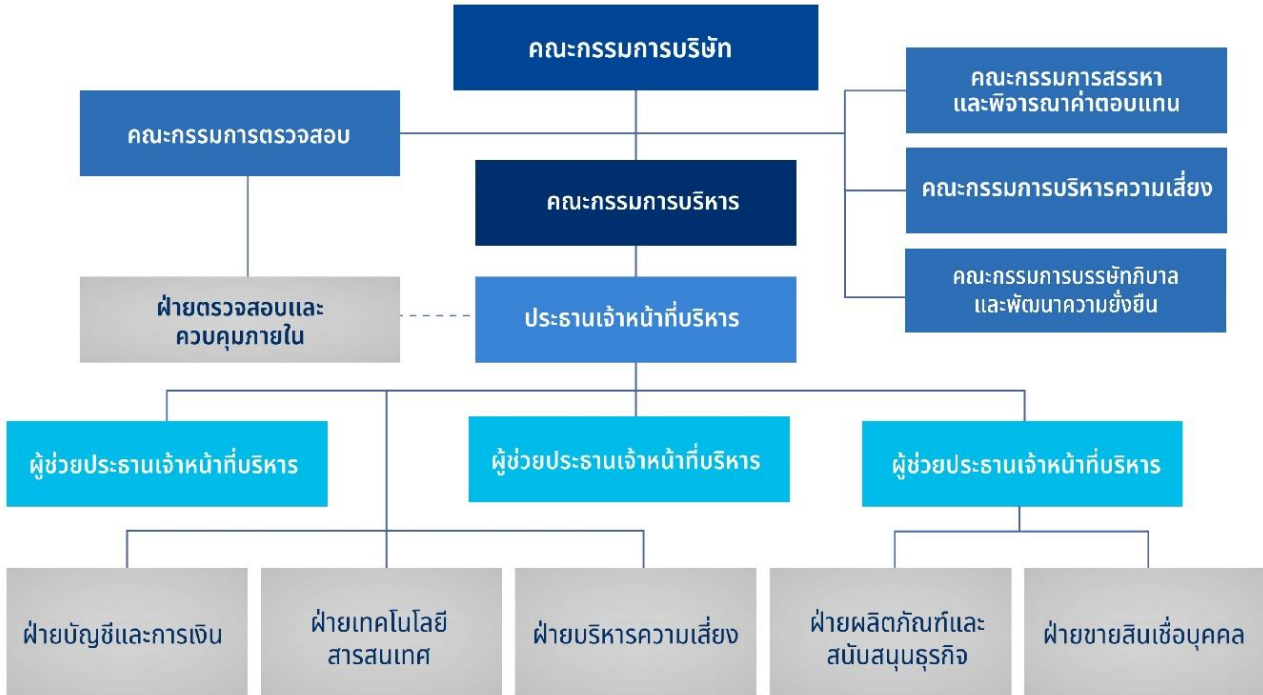 คณะกรรมการบริษัท
คณะกรรมการสรรหา
และพิจารณาค่าตอบแทน
คณะกรรมการตรวจสอบ
คณะกรรมการบริหาร
คณะกรรมการบริหารความเสี่ยง
คณะกรรมการบรรษัทภิบาล
และพัฒนาความยั่งยืน
ฝ่ายตรวจสอบและ
ควบคุมภายใน
ประธานเจ้าหน้าที่บริหาร
ผู้ช่วยประธานเจ้าหน้าที่บริหาร
ผู้ช่วยประธานเจ้าหน้าที่บริหาร
ผู้ช่วยประธานเจ้าหน้าที่บริหาร
ฝ่ายบัญชีและการเงิน
ฝ่ายเทคโนโลยี
สารสนเทศ
ฝ่ายบริหารความเสี่ยง
ฝ่ายผลิตภัณฑ์และ
สนับสนุนธุรกิจ
ฝ่ายขายสินเชื่อบุคคล